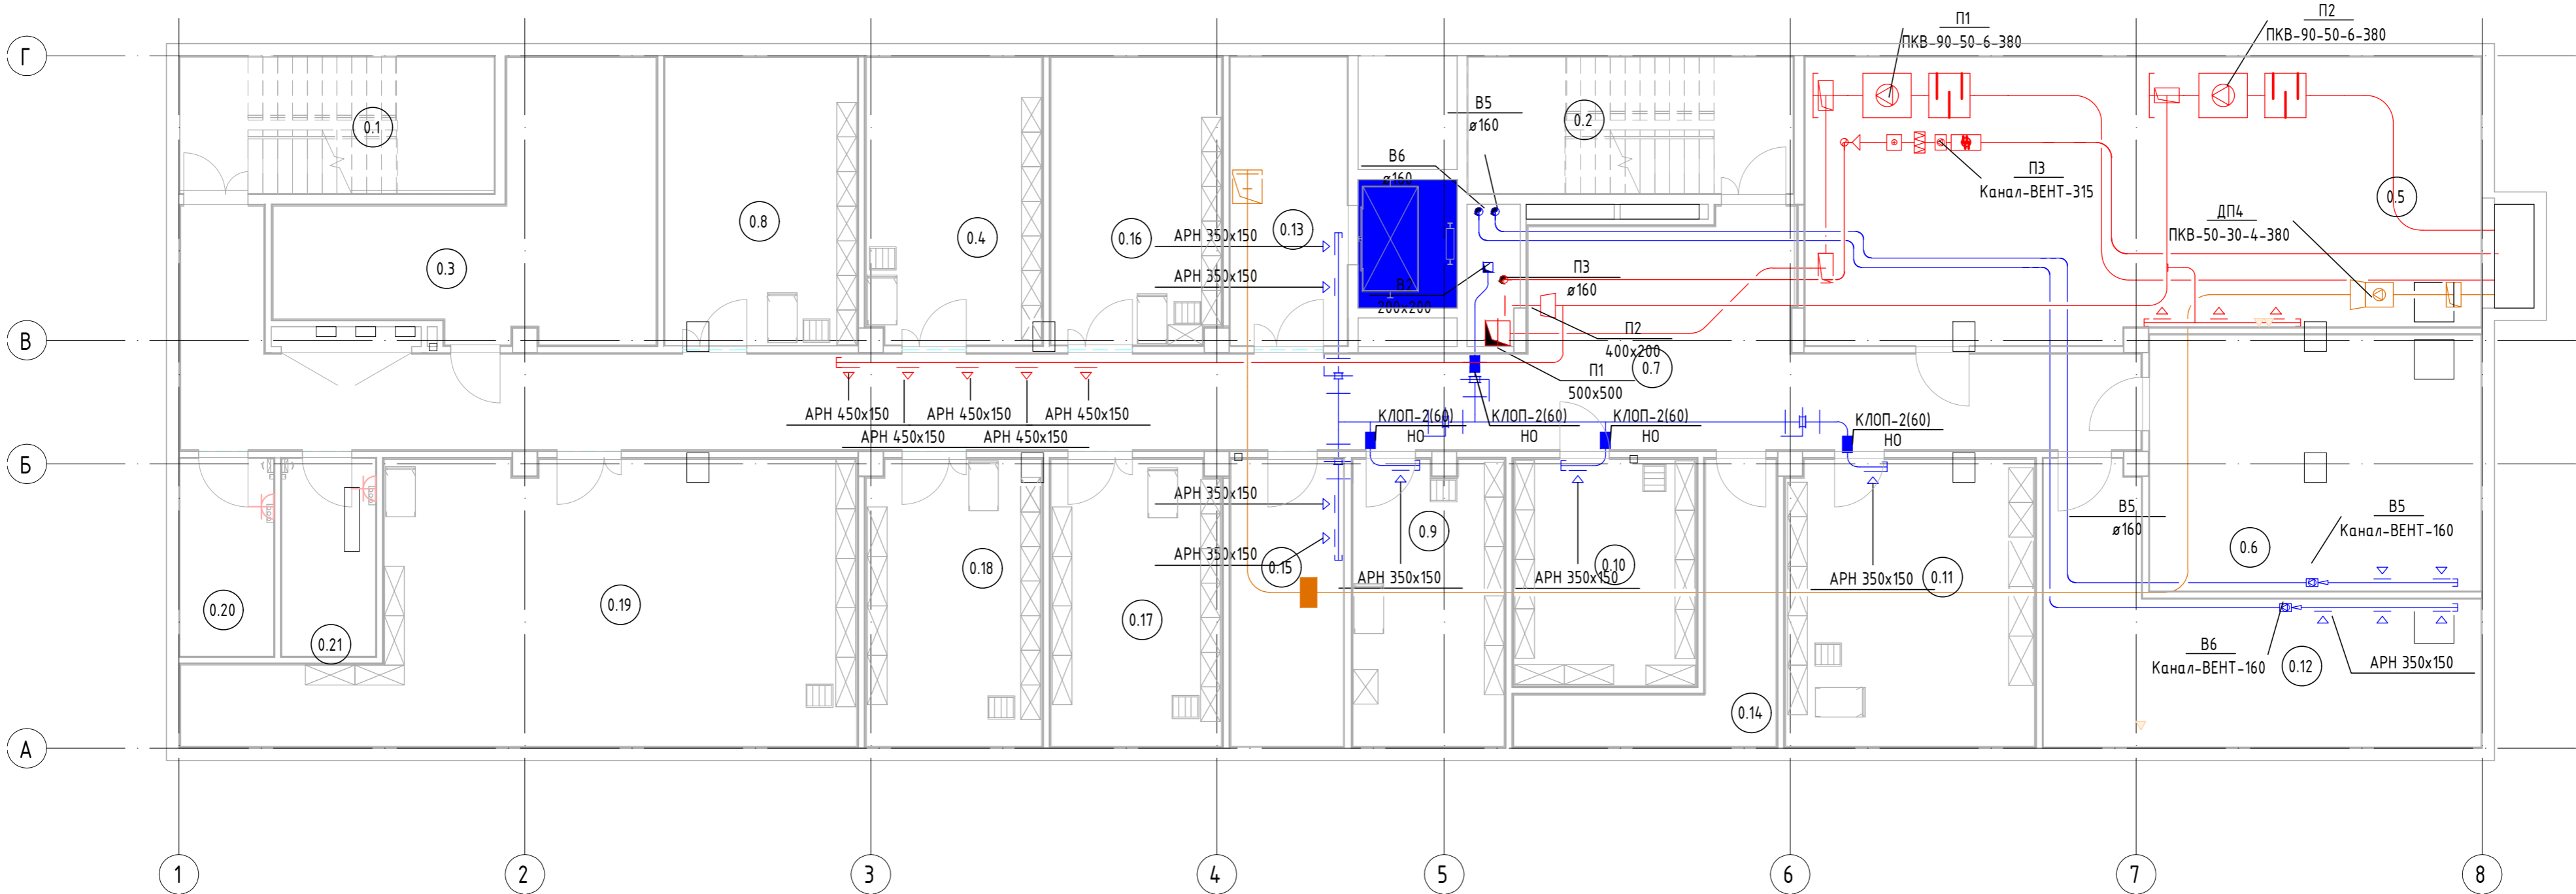 П1
ПКВ-90-50-6-380
П2
ПКВ-90-50-6-380
Г
0.1
0.2
В5
ø160
В6
ø160
П3
Канал-ВЕНТ-315
0.5
ДП4
ПКВ-50-30-4-380
0.8
0.4
0.16
0.13
0.3
АРН 350х150
АРН 350х150
П3
ø160
В2
200х200
П2
400х200
В
0.7
П1
500х500
АРН 450х150
АРН 450х150
АРН 450х150
АРН 450х150
АРН 450х150
КЛОП-2(60)
НО
КЛОП-2(60)
НО
КЛОП-2(60)
НО
КЛОП-2(60)
НО
Б
АРН 350х150
АРН 350х150
0.9
В5
ø160
В5
Канал-ВЕНТ-160
0.6
0.18
0.15
0.10
0.11
АРН 350х150
АРН 350х150
АРН 350х150
0.20
0.19
0.17
0.21
В6
Канал-ВЕНТ-160
0.12
АРН 350х150
0.14
А
1
2
3
4
5
6
7
8